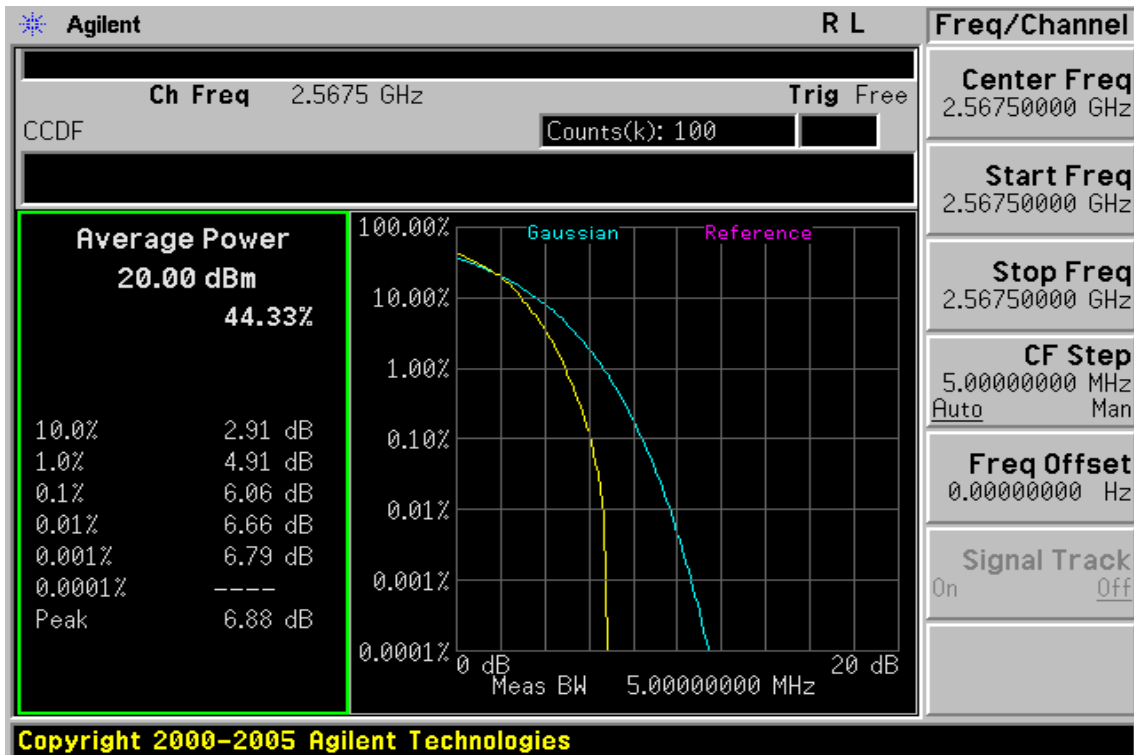 Agilent R L Freq/Channel
Ch Freq 2.5675 GHz Trig Free
CCDF Counts(k): 100
Average Power
20.00 dBm
44.33%
10.0% 2.91 dB
1.0% 4.91 dB
0.1% 6.06 dB
0.01% 6.66 dB
0.001% 6.79 dB
0.0001% ----
Peak 6.88 dB
Gaussian Reference
100.00%
10.00%
1.00%
0.10%
0.01%
0.001%
0.0001%
0 dB 20 dB
Meas BW 5.00000000 MHz
Center Freq
2.56750000 GHz
Start Freq
2.56750000 GHz
Stop Freq
2.56750000 GHz
CF Step
5.00000000 MHz
Auto Man
Freq Offset
0.00000000 Hz
Signal Track
On Off
Copyright 2000-2005 Agilent Technologies